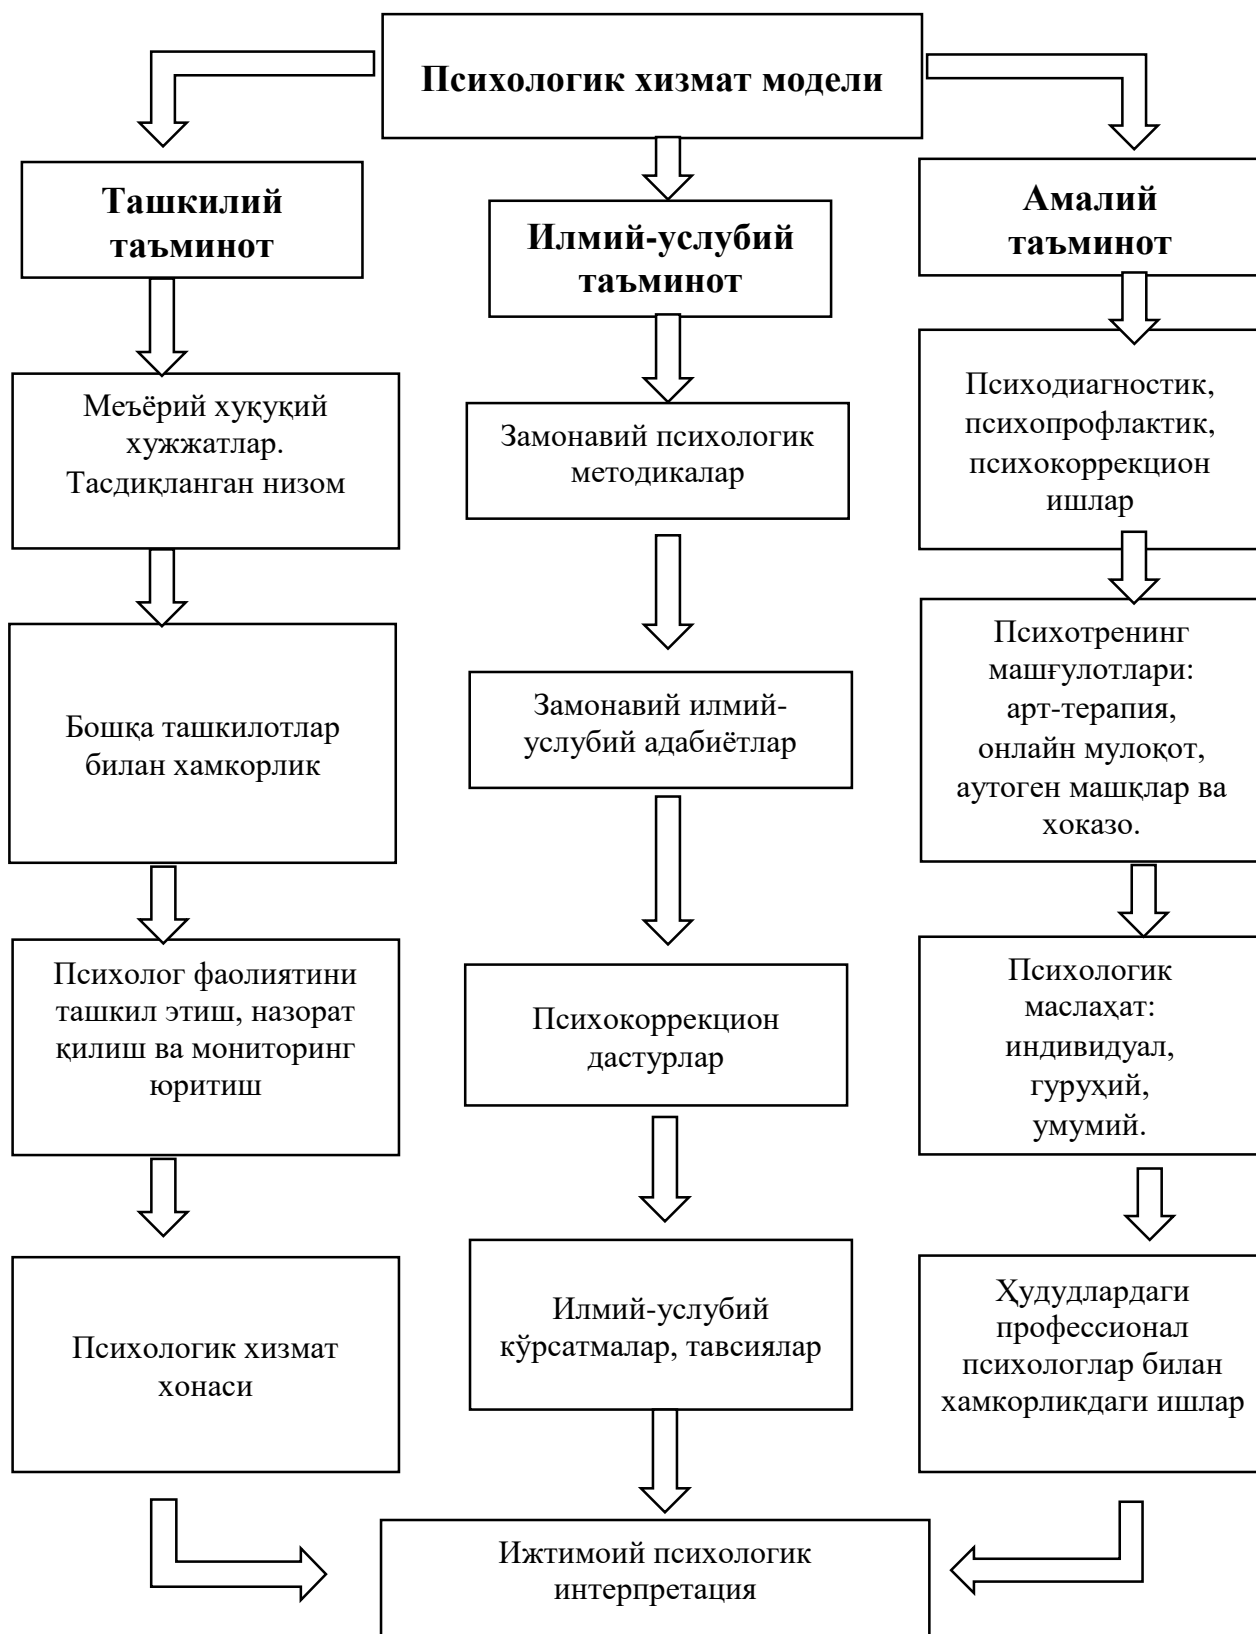 Психологик хизмат модели
Ташкилий
таъминот
Меъёрий хуқуқий
хужжатлар.
Тасдиқланган низом
Бошқа ташкилотлар
билан хамкорлик
Психолог фаолиятини
ташкил этиш, назорат
қилиш ва мониторинг
юритиш
Психологик хизмат
хонаси
Илмий-услубий
таъминот
Замонавий психологик
методикалар
Замонавий илмий-
услубий адабиётлар
Психокоррекцион
дастурлар
Илмий-услубий
кўрсатмалар, тавсиялар
Амалий
таъминот
Психодиагностик,
психопрофлактик,
психокоррекцион
ишлар
Психотренинг
машғулотлари:
арт-терапия,
онлайн мулоқот,
аутоген машқлар ва
хоказо.
Психологик
маслаҳат:
индивидуал,
гуруҳий,
умумий.
Ҳудудлардаги
профессионал
психологлар билан
хамкорликдаги ишлар
Ижтимоий психологик
интерпретация